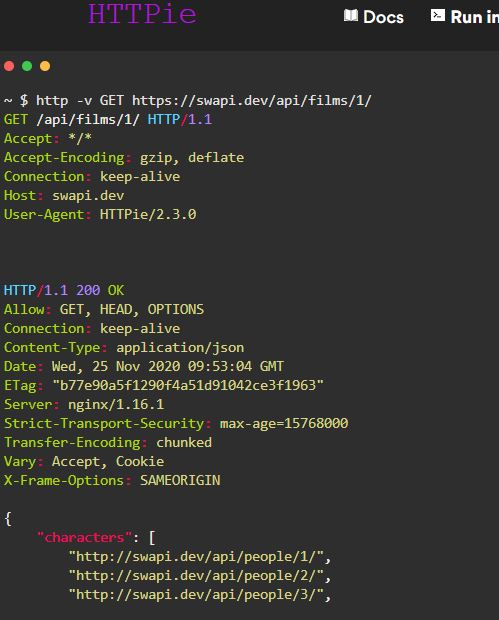 HTTPie
Docs
Run in
~ $ http -v GET https://swapi.dev/api/films/1/
GET /api/films/1/ HTTP/1.1
Accept: */*
Accept-Encoding: gzip, deflate
Connection: keep-alive
Host: swapi.dev
User-Agent: HTTPie/2.3.0
HTTP/1.1 200 OK
Allow: GET, HEAD, OPTIONS
Connection: keep-alive
Content-Type: application/json
Date: Wed, 25 Nov 2020 09:53:04 GMT
ETag: "b77e90a5f1290f4a51d91042ce3f1963"
Server: nginx/1.16.1
Strict-Transport-Security: max-age=15768000
Transfer-Encoding: chunked
Vary: Accept, Cookie
X-Frame-Options: SAMEORIGIN
{
    "characters": [
        "http://swapi.dev/api/people/1/",
        "http://swapi.dev/api/people/2/",
        "http://swapi.dev/api/people/3/",